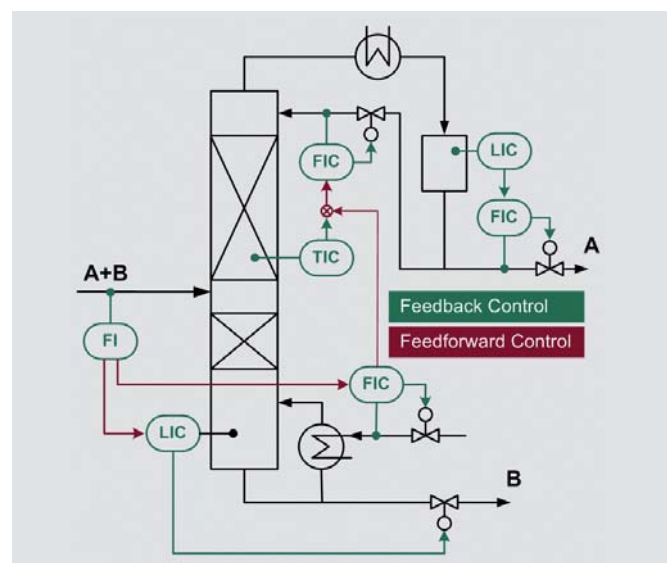 FIC
LIC
FIC
A
TIC
A+B
Feedback Control
FI
Feedforward Control
FIC
LIC
B